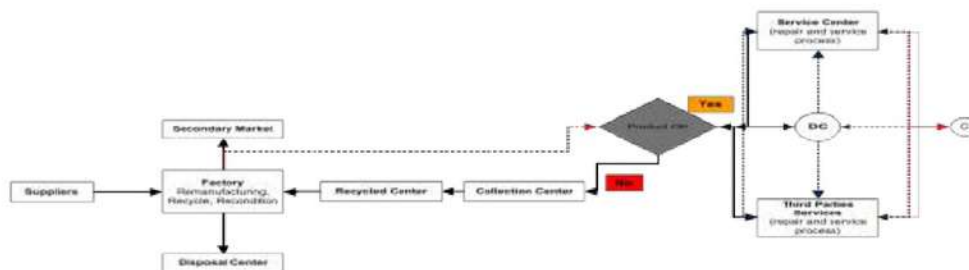 Service Center
(repair and service
process)
Yes
Secondary Market
Product OK
DC
C
Factory
Remanufacturing,
Recycle, Recondition
Suppliers
Recycled Center
Collection Center
No
Third Parties
Services
(repair and service
process)
Disposal Center